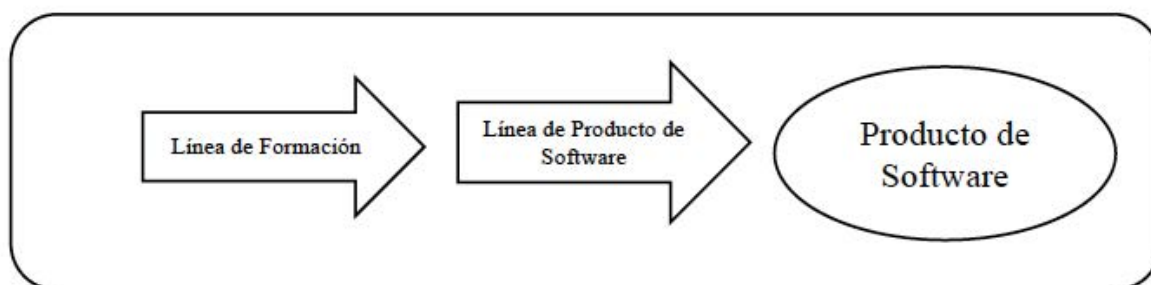 Línea de Formación
Línea de Producto de
Software
Producto de
Software